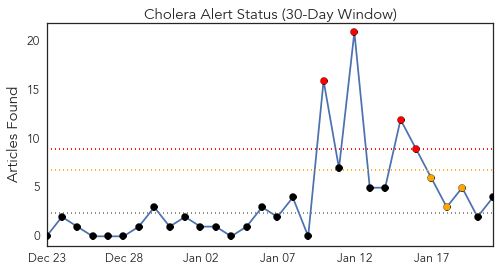 Cholera Alert Status (30-Day Window)
Articles Found
20
15
10
5
0
Dec 23 Dec 28 Jan 02 Jan 07 Jan 12 Jan 17